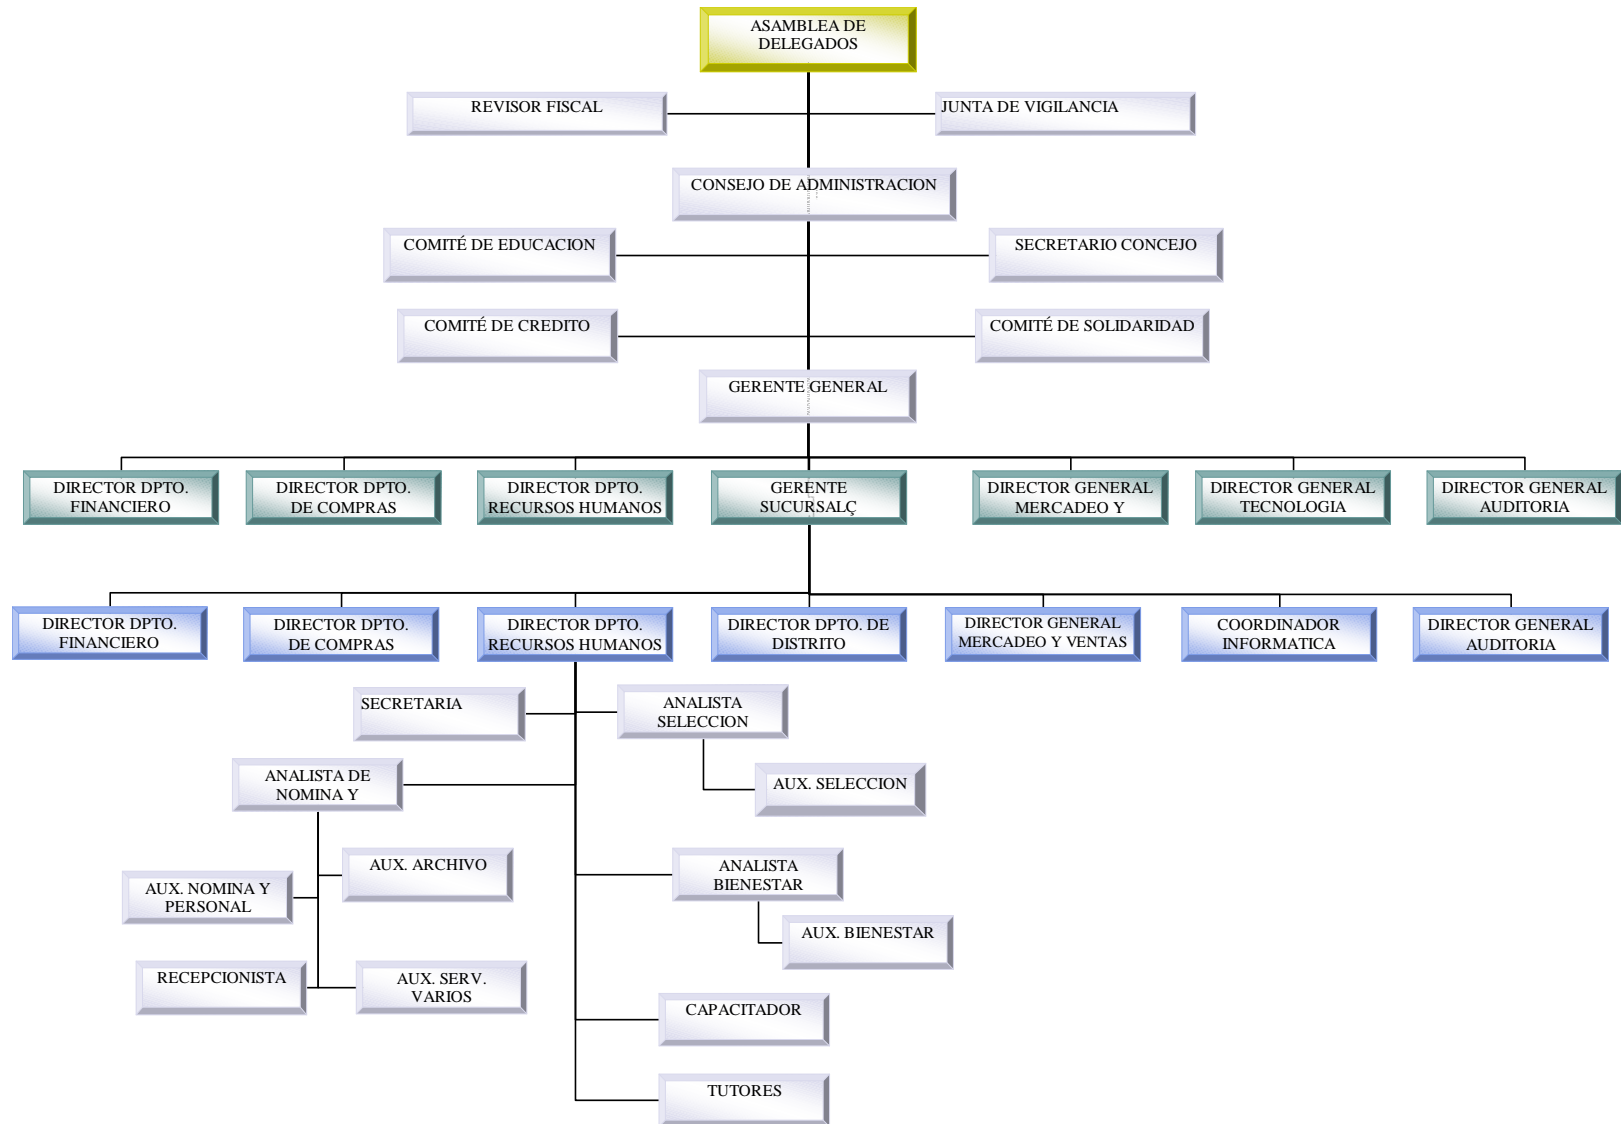 ASAMBLEA DE
DELEGADOS
REVISOR FISCAL
JUNTA DE VIGILANCIA
CONSEJO DE ADMINISTRACION
COMITÉ DE EDUCACION
SECRETARIO CONCEJO
COMITÉ DE CREDITO
COMITÉ DE SOLIDARIDAD
GERENTE GENERAL
DIRECTOR DPTO.
FINANCIERO
DIRECTOR DPTO.
DE COMPRAS
DIRECTOR DPTO.
RECURSOS HUMANOS
GERENTE
SUCURSALÇ
DIRECTOR GENERAL
MERCADEO Y
DIRECTOR GENERAL
TECNOLOGIA
DIRECTOR GENERAL
AUDITORIA
DIRECTOR DPTO.
FINANCIERO
DIRECTOR DPTO.
DE COMPRAS
DIRECTOR DPTO.
RECURSOS HUMANOS
DIRECTOR DPTO. DE
DISTRITO
DIRECTOR GENERAL
MERCADEO Y VENTAS
COORDINADOR
INFORMATICA
DIRECTOR GENERAL
AUDITORIA
SECRETARIA
ANALISTA
SELECCION
ANALISTA DE
NOMINA Y
AUX. SELECCION
AUX. ARCHIVO
ANALISTA
BIENESTAR
AUX. NOMINA Y
PERSONAL
AUX. BIENESTAR
RECEPCIONISTA
AUX. SERV.
VARIOS
CAPACITADOR
TUTORES